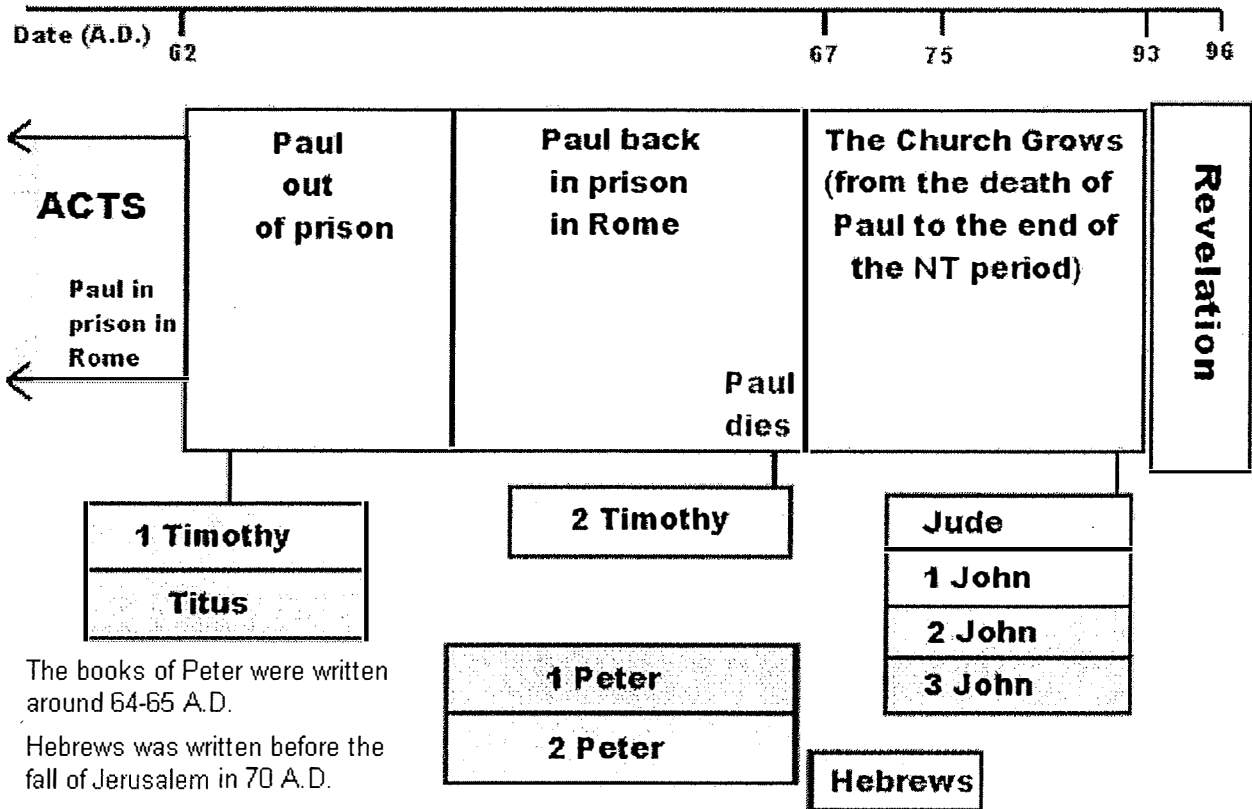 Date (A.D.)
62
67
75
93
96
ACTS
Paul in
prison in
Rome
Paul
out
of prison
Paul back
in prison
in Rome
Paul
dies
The Church Grows
(from the death of
Paul to the end of
the NT period)
Revelation
1 Timothy
Titus
2 Timothy
Jude
1 John
2 John
3 John
1 Peter
2 Peter
Hebrews
The books of Peter were written
around 64-65 A.D.
Hebrews was written before the
fall of Jerusalem in 70 A.D.